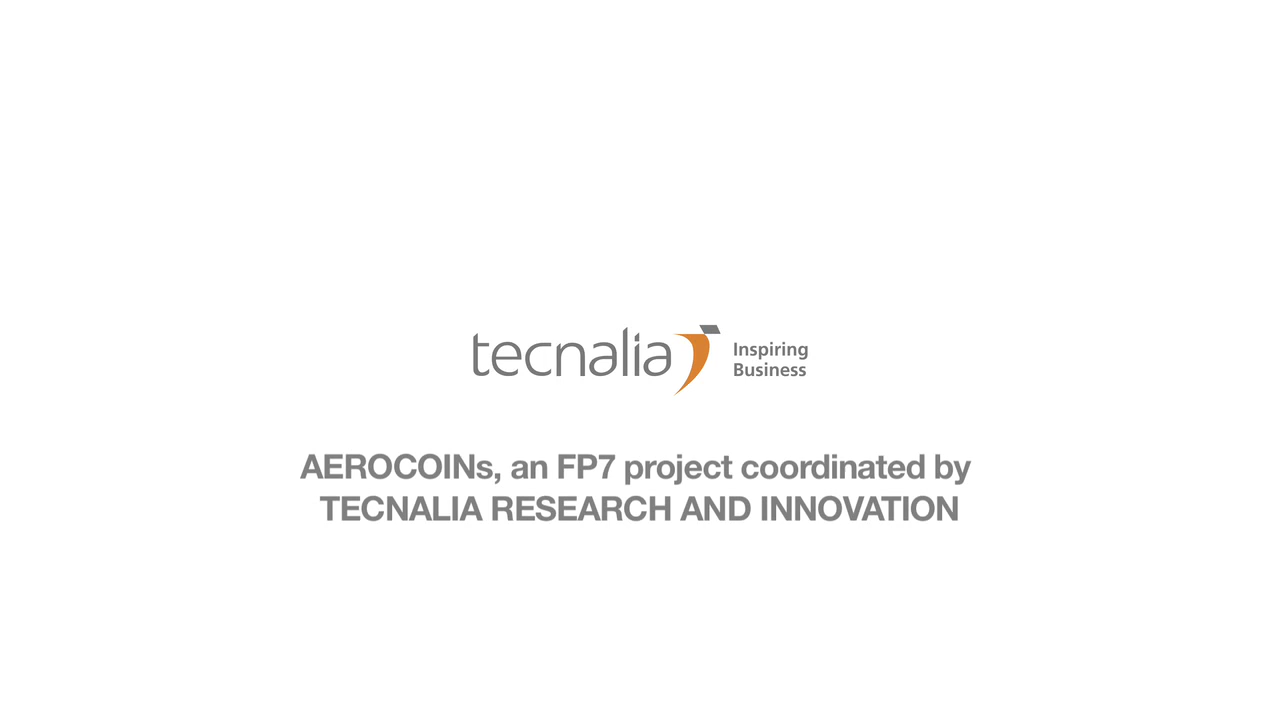 tecnalia
Inspiring
Business
AEROCOINs, an FP7 project coordinated by
TECNALIA RESEARCH AND INNOVATION